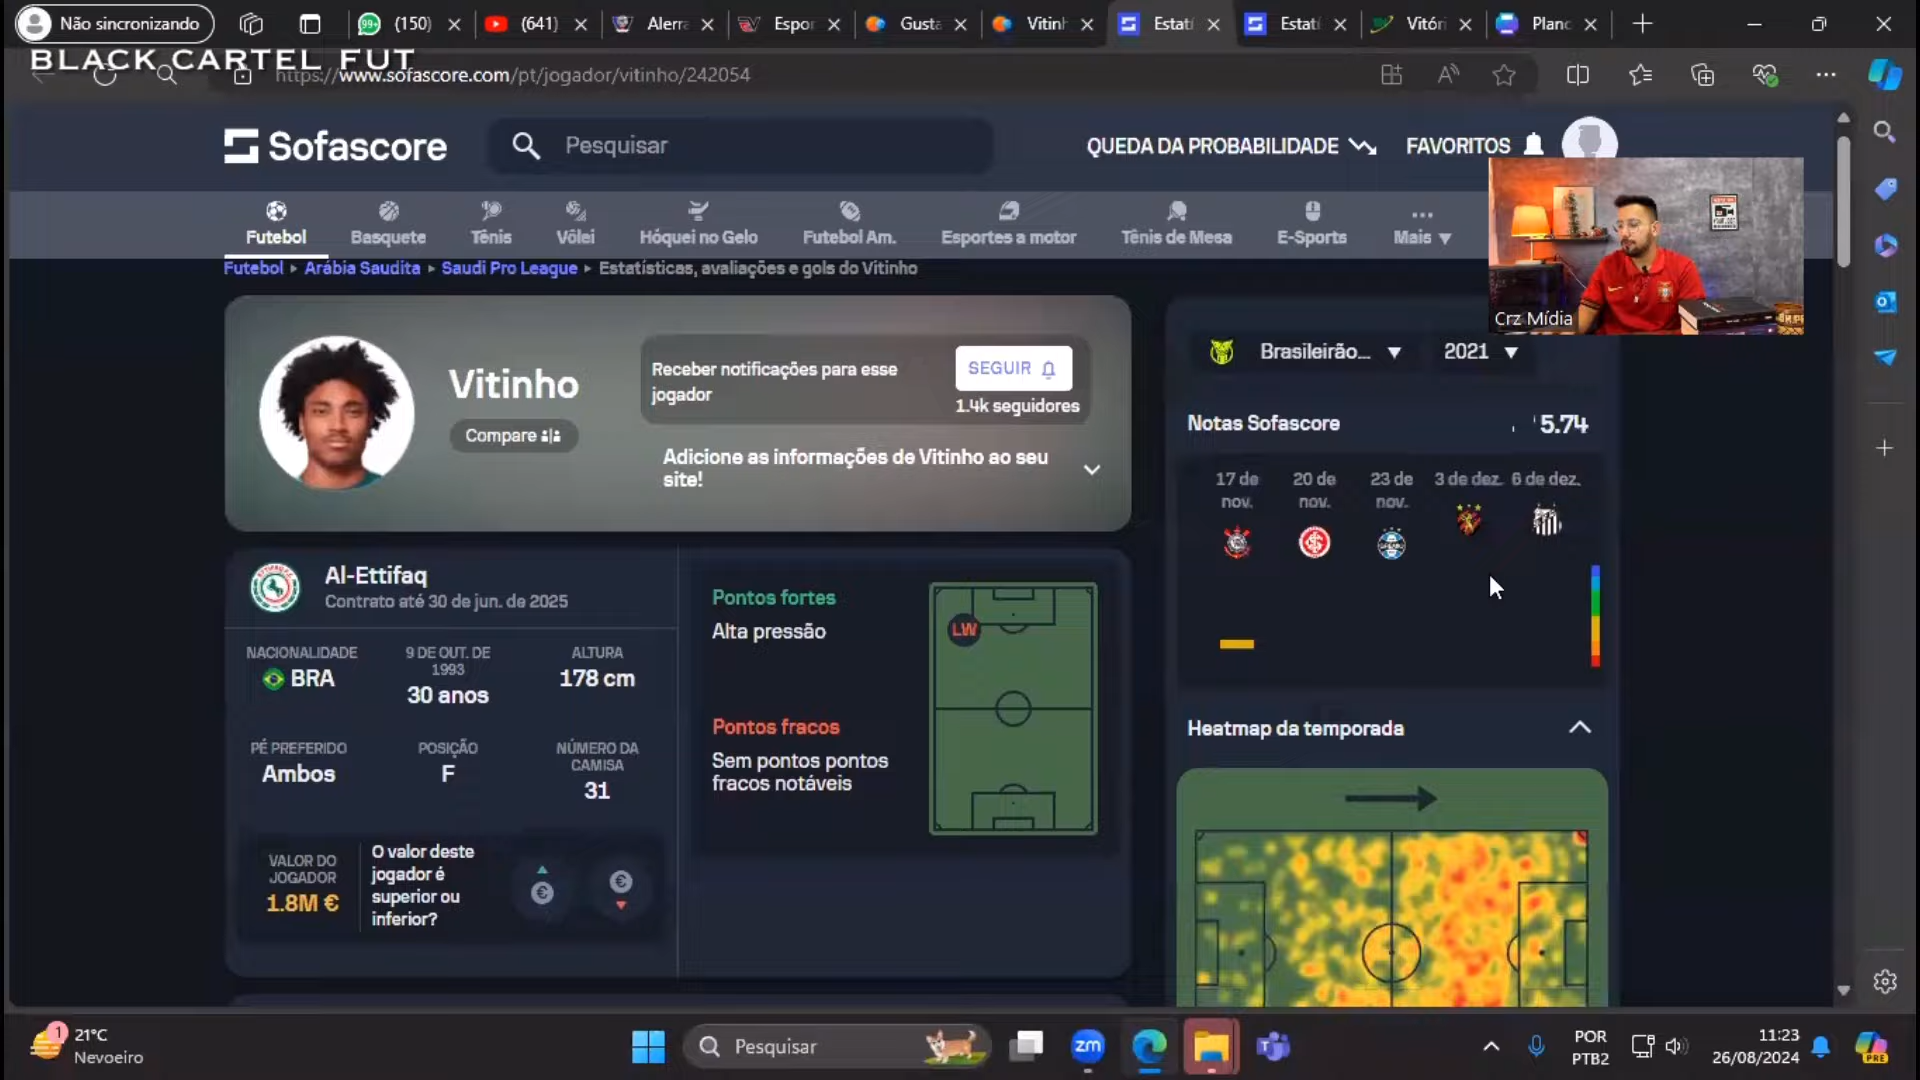 Não sincronizando
(150)
(641)
Alerra
Espor
Gusta
Vitinh
Estatí
Estatí
Vitóri
Planc
BLACK CARTEL FUT
https://www.sofascore.com/pt/jogador/vitinho/242054
Sofascore
Pesquisar
QUEDA DA PROBABILIDADE
FAVORITOS
Futebol
Basquete
Tênis
Vôlei
Hóquei no Gelo
Futebol Am.
Esportes a motor
Tênis de Mesa
E-Sports
Mais
Crz Mídia
Futebol
Arábia Saudita
Saudi Pro League
Estatísticas, avaliações e gols do Vitinho
Vitinho
Compare
Receber notificações para esse
jogador
SEGUIR
1.4k seguidores
Adicione as informações de Vitinho ao seu
site!
Al-Ettifaq
Contrato até 30 de jun. de 2025
NACIONALIDADE
BRA
9 DE OUT. DE
1993
30 anos
ALTURA
178 cm
PÉ PREFERIDO
Ambos
POSIÇÃO
F
NÚMERO DA
CAMISA
31
VALOR DO
JOGADOR
1.8M €
O valor deste
jogador é
superior ou
inferior?
Pontos fortes
Alta pressão
Pontos fracos
Sem pontos pontos
fracos notáveis
LW
Brasileirão...
2021
Notas Sofascore
5.74
17 de
nov.
20 de
nov.
23 de
nov.
3 de dez.
6 de dez.
Heatmap da temporada
1
21°C
Nevoeiro
Pesquisar
zm
POR
PTB2
11:23
26/08/2024
PRE